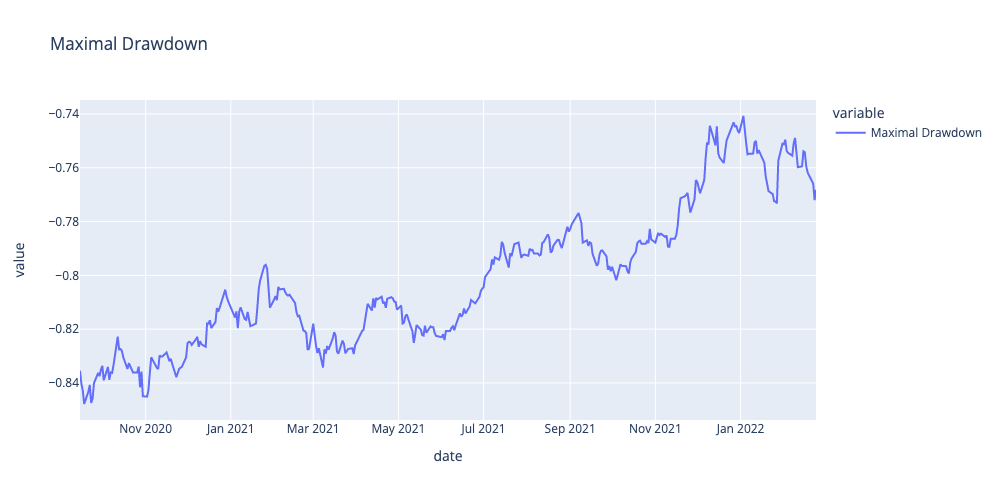 Maximal Drawdown
variable
Maximal Drawdown
value
−0.74
−0.76
−0.78
−0.8
−0.82
−0.84
Nov 2020
Jan 2021
Mar 2021
May 2021
Jul 2021
Sep 2021
Nov 2021
Jan 2022
date